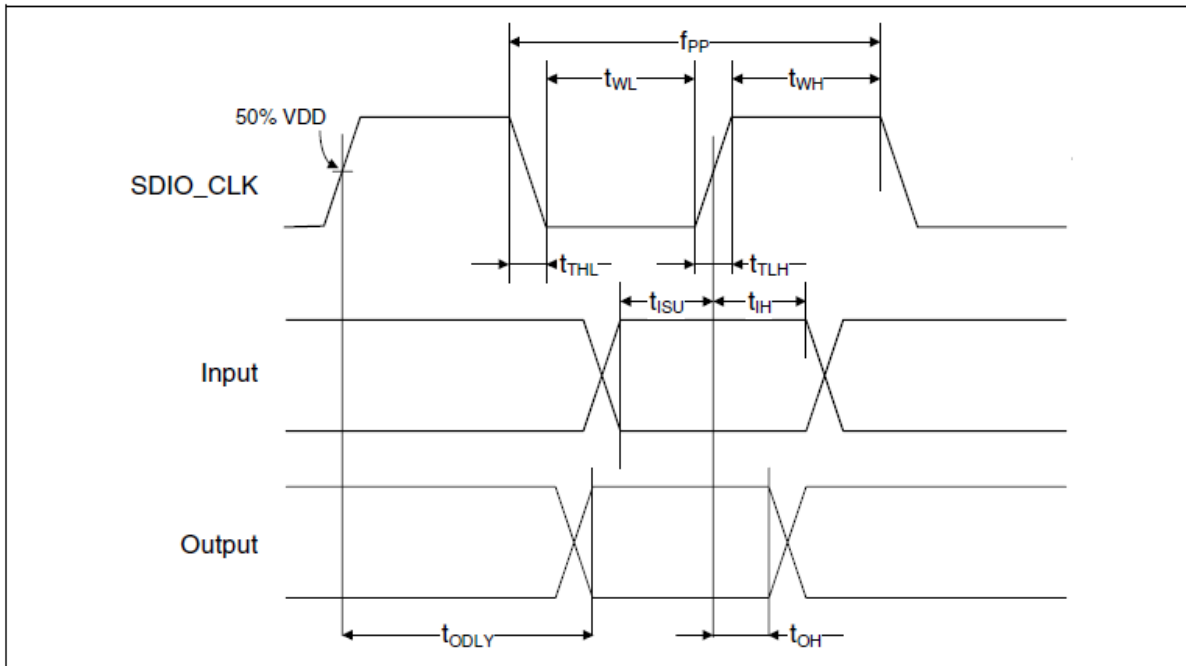 fPP
tWL
tWH
50% VDD
SDIO_CLK
tTHL
tTLH
tISU
tIH
Input
Output
tODLY
tOH